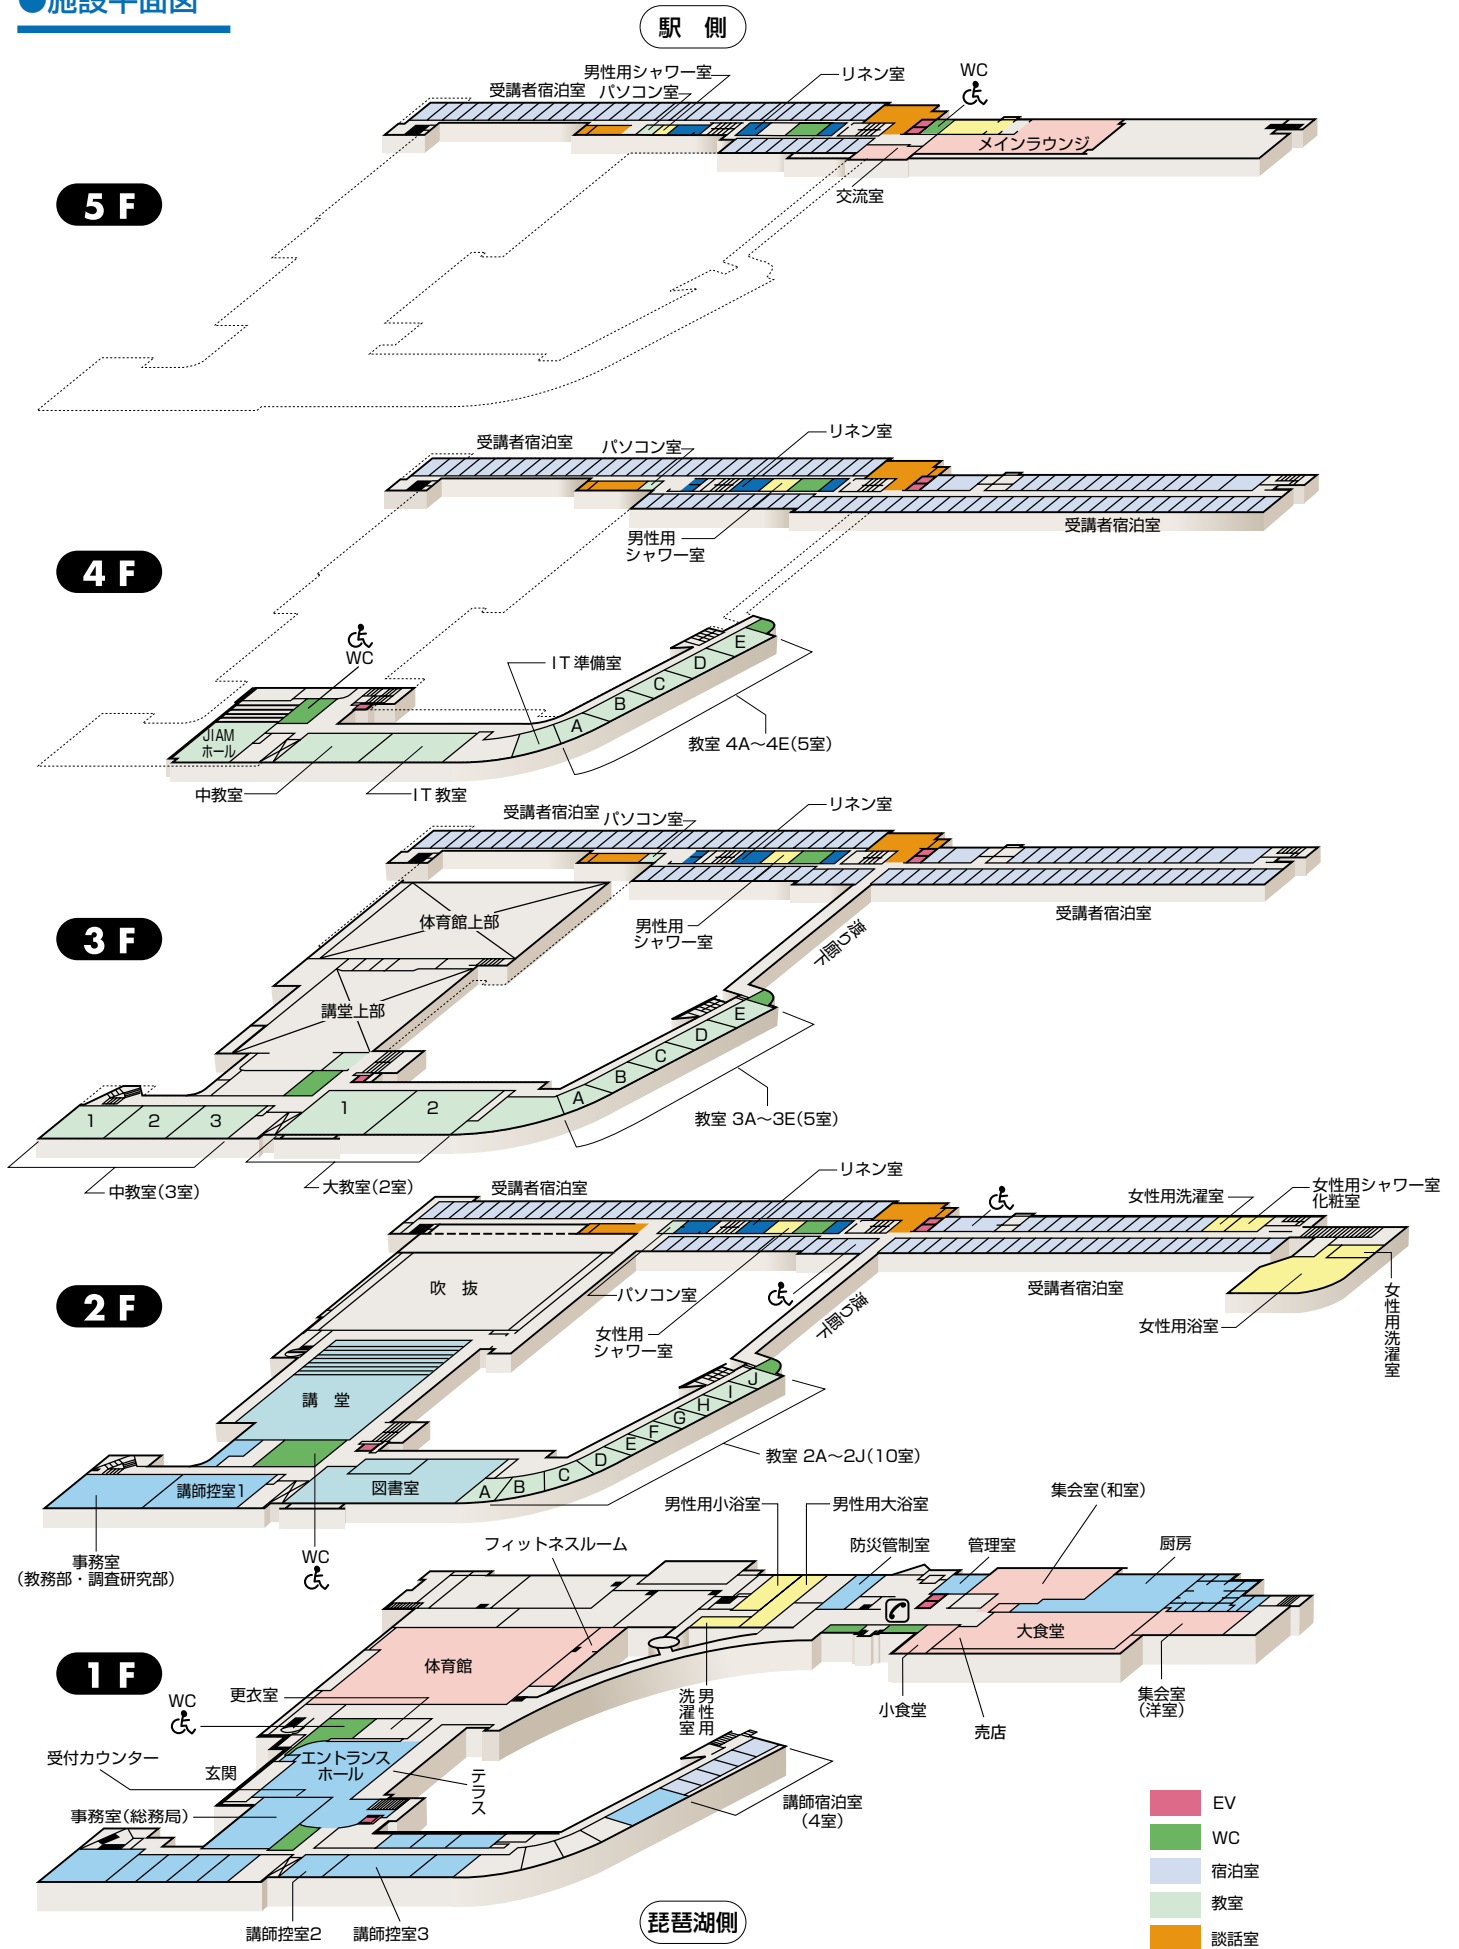 ●施設平面図
駅 側
男性用シャワー室
受講者宿泊室
パソコン室
リネン室
WC
メインラウンジ
交流室
5 F
受講者宿泊室
パソコン室
リネン室
男性用
シャワー室
受講者宿泊室
4 F
WC
IT準備室
JIAM
ホール
A
B
C
D
E
教室 4A〜4E(5室)
中教室
IT教室
受講者宿泊室
パソコン室
リネン室
男性用
シャワー室
受講者宿泊室
体育館上部
3 F
渡り廊下
講堂上部
1
2
3
1
2
A
B
C
D
E
教室 3A〜3E(5室)
中教室(3室)
大教室(2室)
受講者宿泊室
リネン室
女性用洗濯室
女性用シャワー室
化粧室
吹 抜
2 F
パソコン室
女性用
シャワー室
渡り廊下
受講者宿泊室
女性用浴室
女性用洗濯室
講 堂
講師控室1
図書室
A
B
C
D
E
F
G
H
I
J
教室 2A〜2J(10室)
事務室
(教務部・調査研究部)
WC
フィットネスルーム
男性用小浴室
男性用大浴室
防災管制室
管理室
集会室(和室)
厨房
大食堂
体育館
1 F
更衣室
WC
男性用
洗濯室
小食堂
売店
集会室
(洋室)
受付カウンター
玄関
エントランス
ホール
テラス
事務室(総務局)
講師宿泊室
(4室)
講師控室2
講師控室3
琵琶湖側
EV
WC
宿泊室
教室
談話室